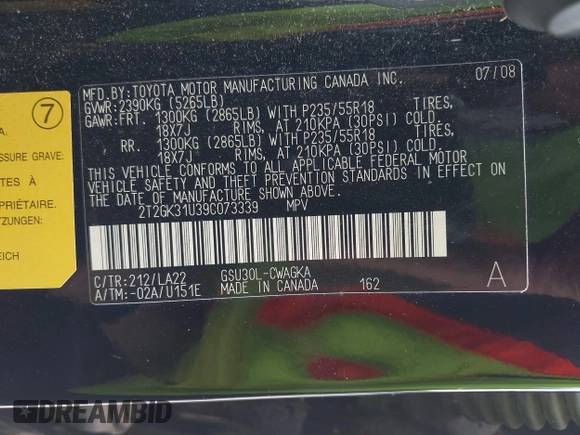 MFD.BY:TOYOTA MOTOR MANUFACTURING CANADA INC. 07/08
GVWR:2390KG (5265LB)
GAWR:FRT. 1300KG (2865LB) WITH P235/55R18 TIRES,
18X7J RIMS, AT 210KPA (30PSI) COLD.
RR. 1300KG (2865LB) WITH P235/55R18 TIRES,
18X7J RIMS, AT 210KPA (30PSI) COLD.
THIS VEHICLE CONFORMS TO ALL APPLICABLE FEDERAL MOTOR
VEHICLE SAFETY AND THEFT PREVENTION STANDARDS IN EFFECT ON
THE DATE OF MANUFACTURE SHOWN ABOVE.
2T2GK31U39C073339 MPV
C/TR:212/LA22 GSU30L-CWAGKA
A/TM:-02A/U151E MADE IN CANADA 162 A
7
A.
SSURE GRAVE:
TES À
OPRIÉTAIRE.
TZUNGEN:
EICH
DREAMBID